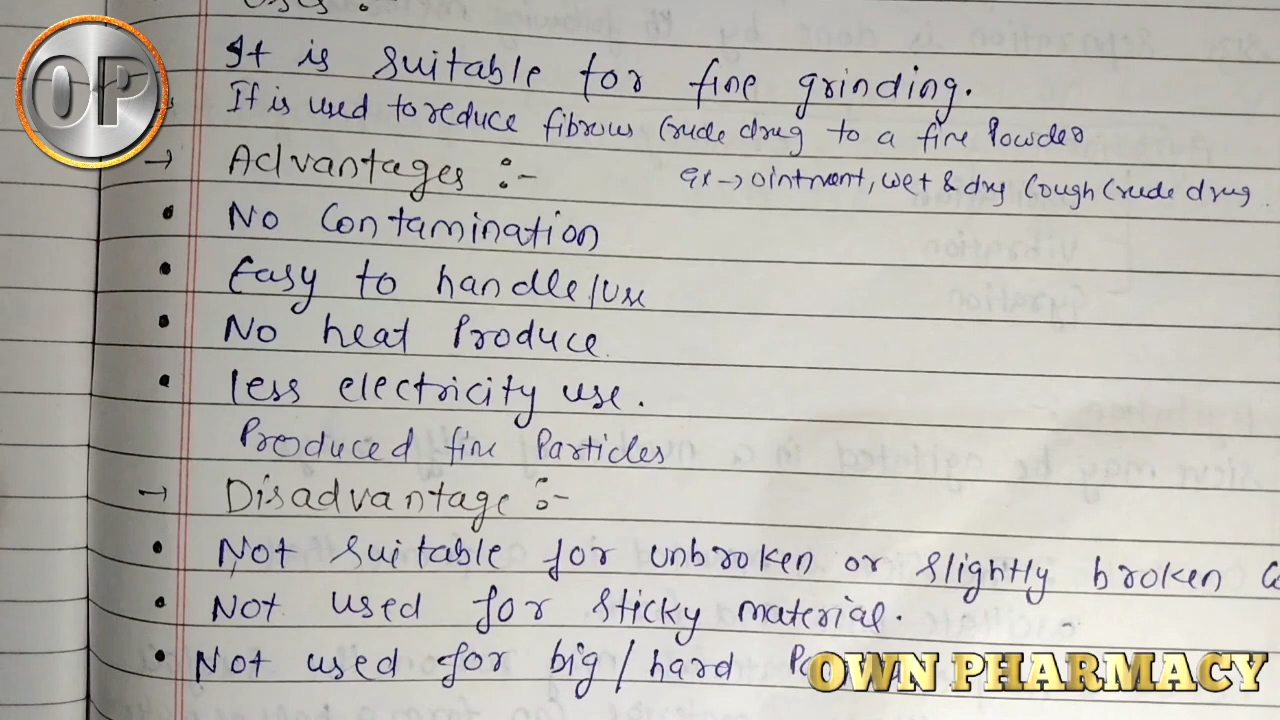 Uses :
OP
It is suitable for fine grinding.
It is used to reduce fibrous crude drug to a fine Powder
→ Advantages :-
ex → ointment, wet & dry Cough Crude drug.
• No contamination
• Easy to handle/use
• No heat Produce
• less electricity use.
Produced fine Particles
→ Disadvantage :-
• Not suitable for unbroken or slightly broken
• Not used for sticky material.
• Not used for big/hard
OWN PHARMACY